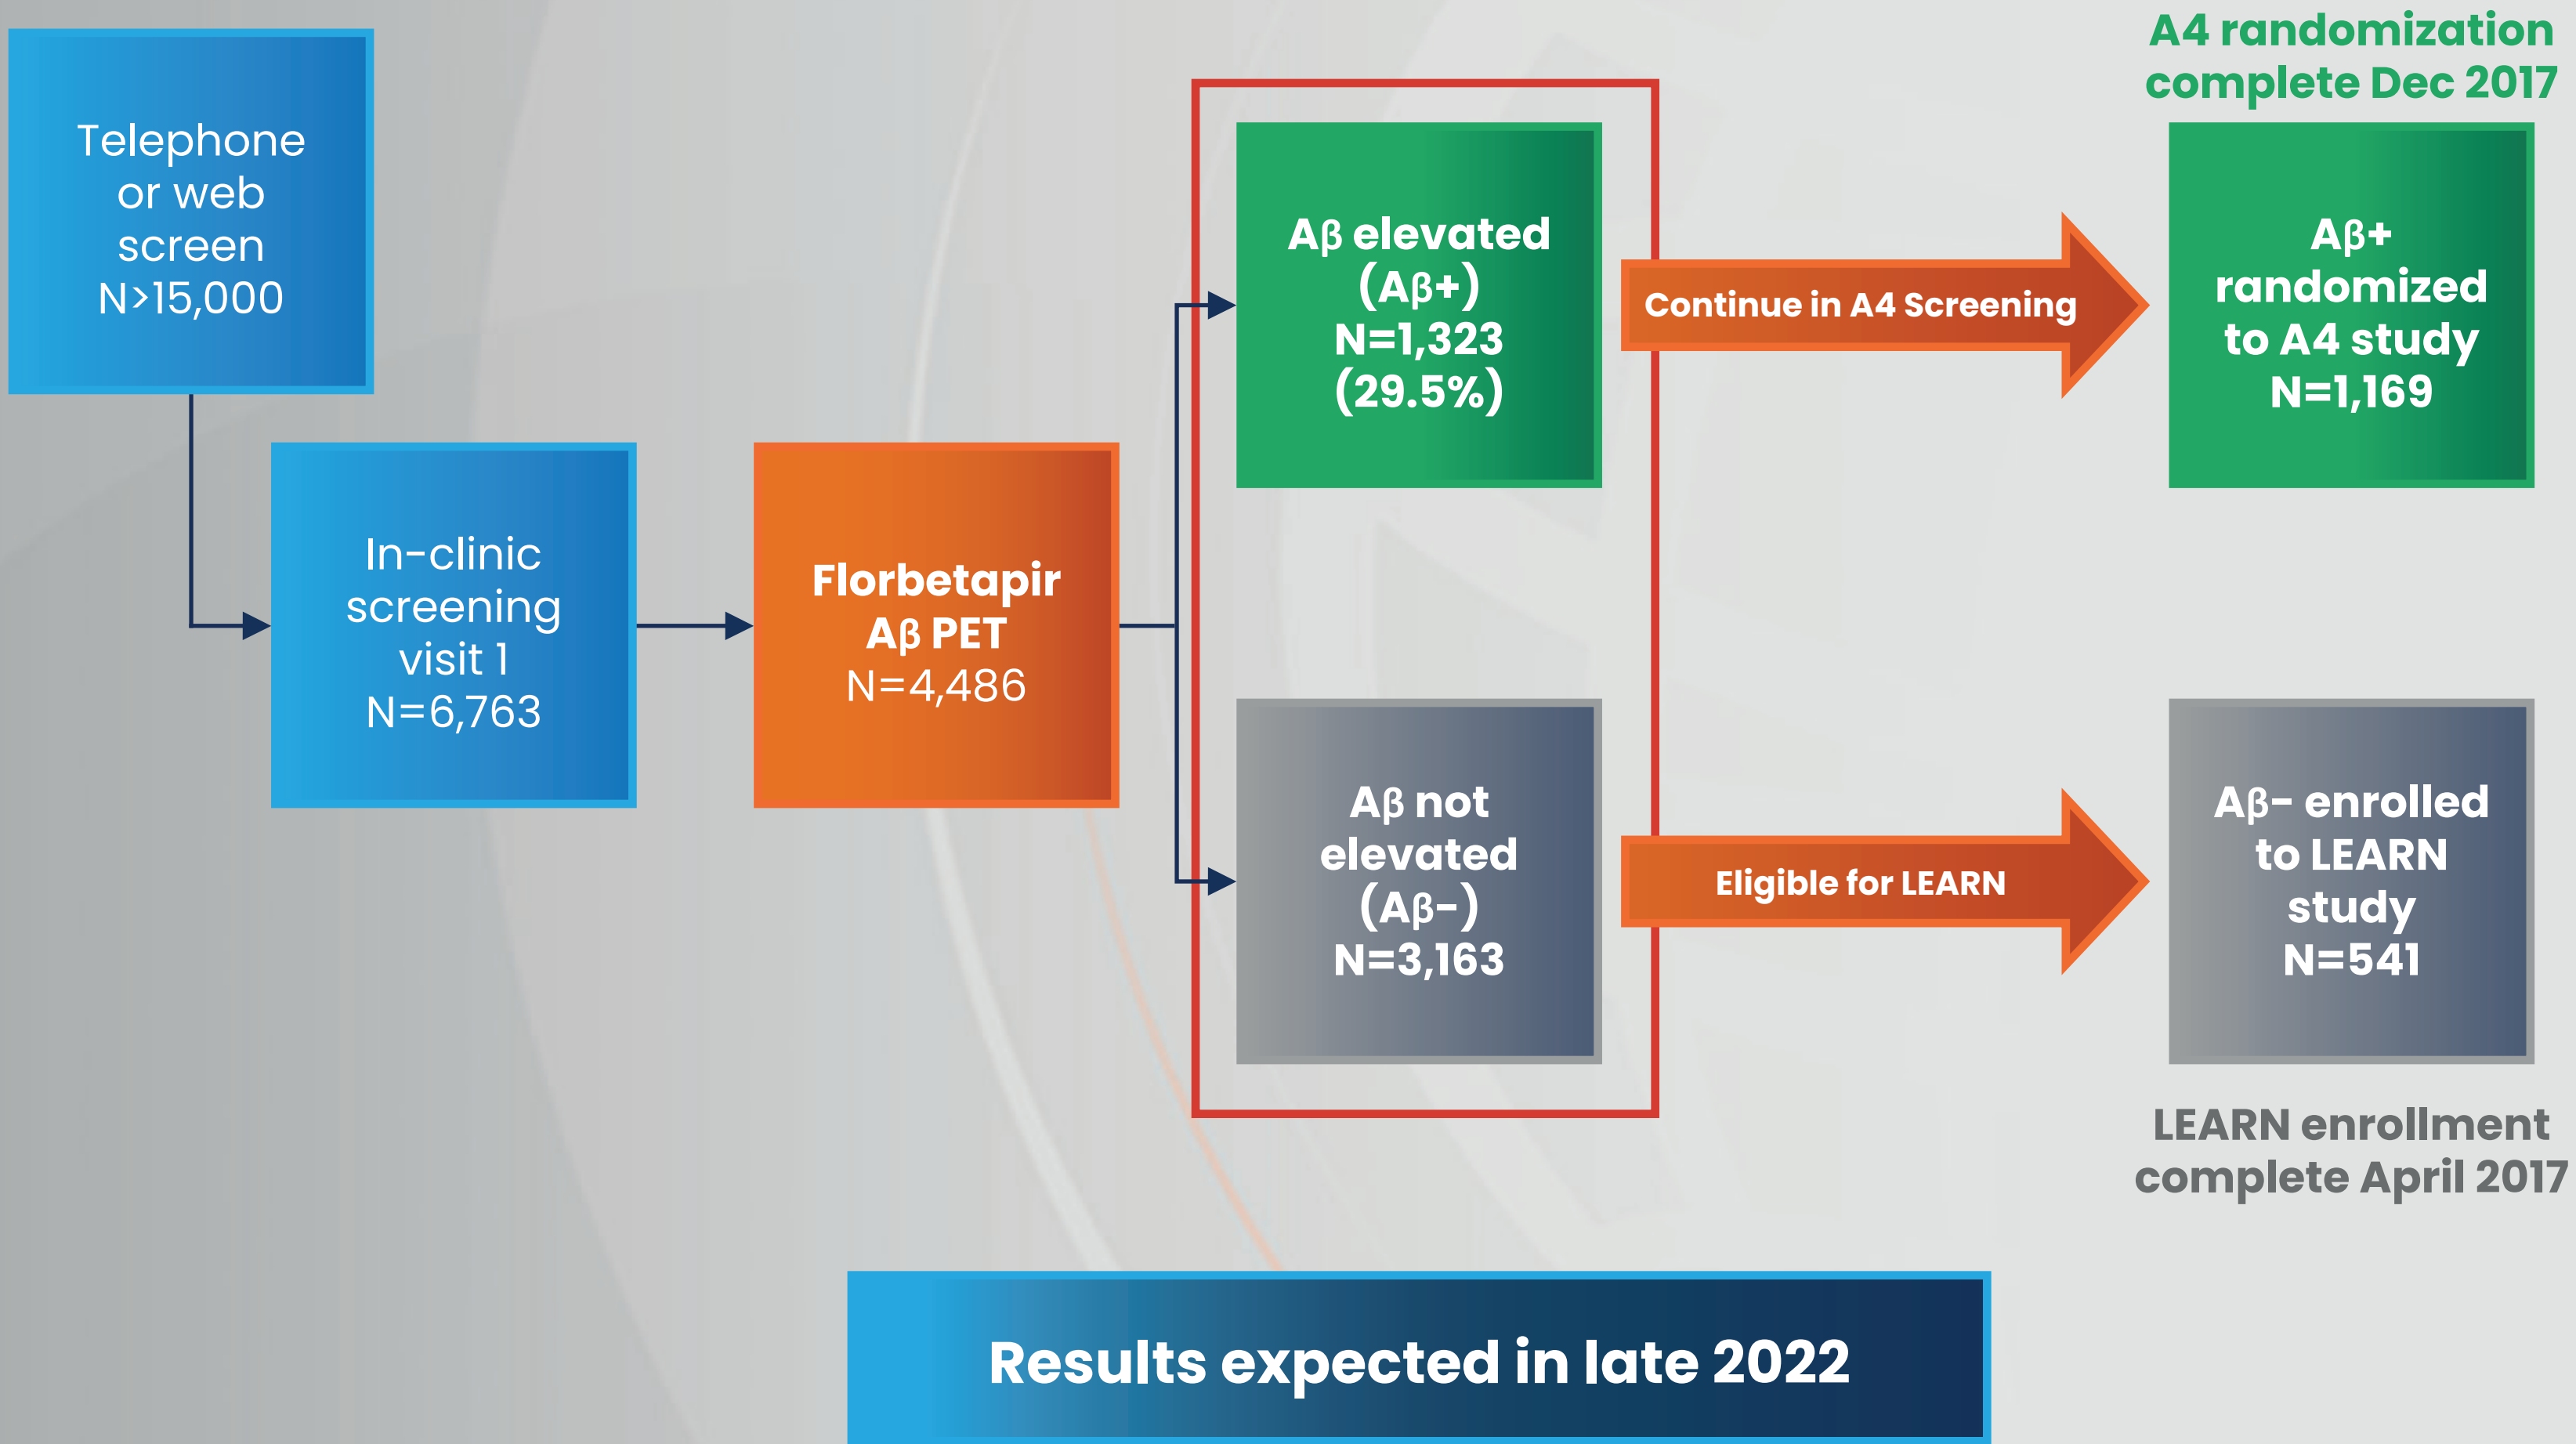 Telephone
or web
screen
N>15,000
In-clinic
screening
visit 1
N=6,763
Florbetapir
Aβ PET
N=4,486
Aβ elevated
(Aβ+)
N=1,323
(29.5%)
Continue in A4 Screening
A4 randomization
complete Dec 2017
Aβ+
randomized
to A4 study
N=1,169
Aβ not
elevated
(Aβ-)
N=3,163
Eligible for LEARN
Aβ- enrolled
to LEARN
study
N=541
LEARN enrollment
complete April 2017
Results expected in late 2022